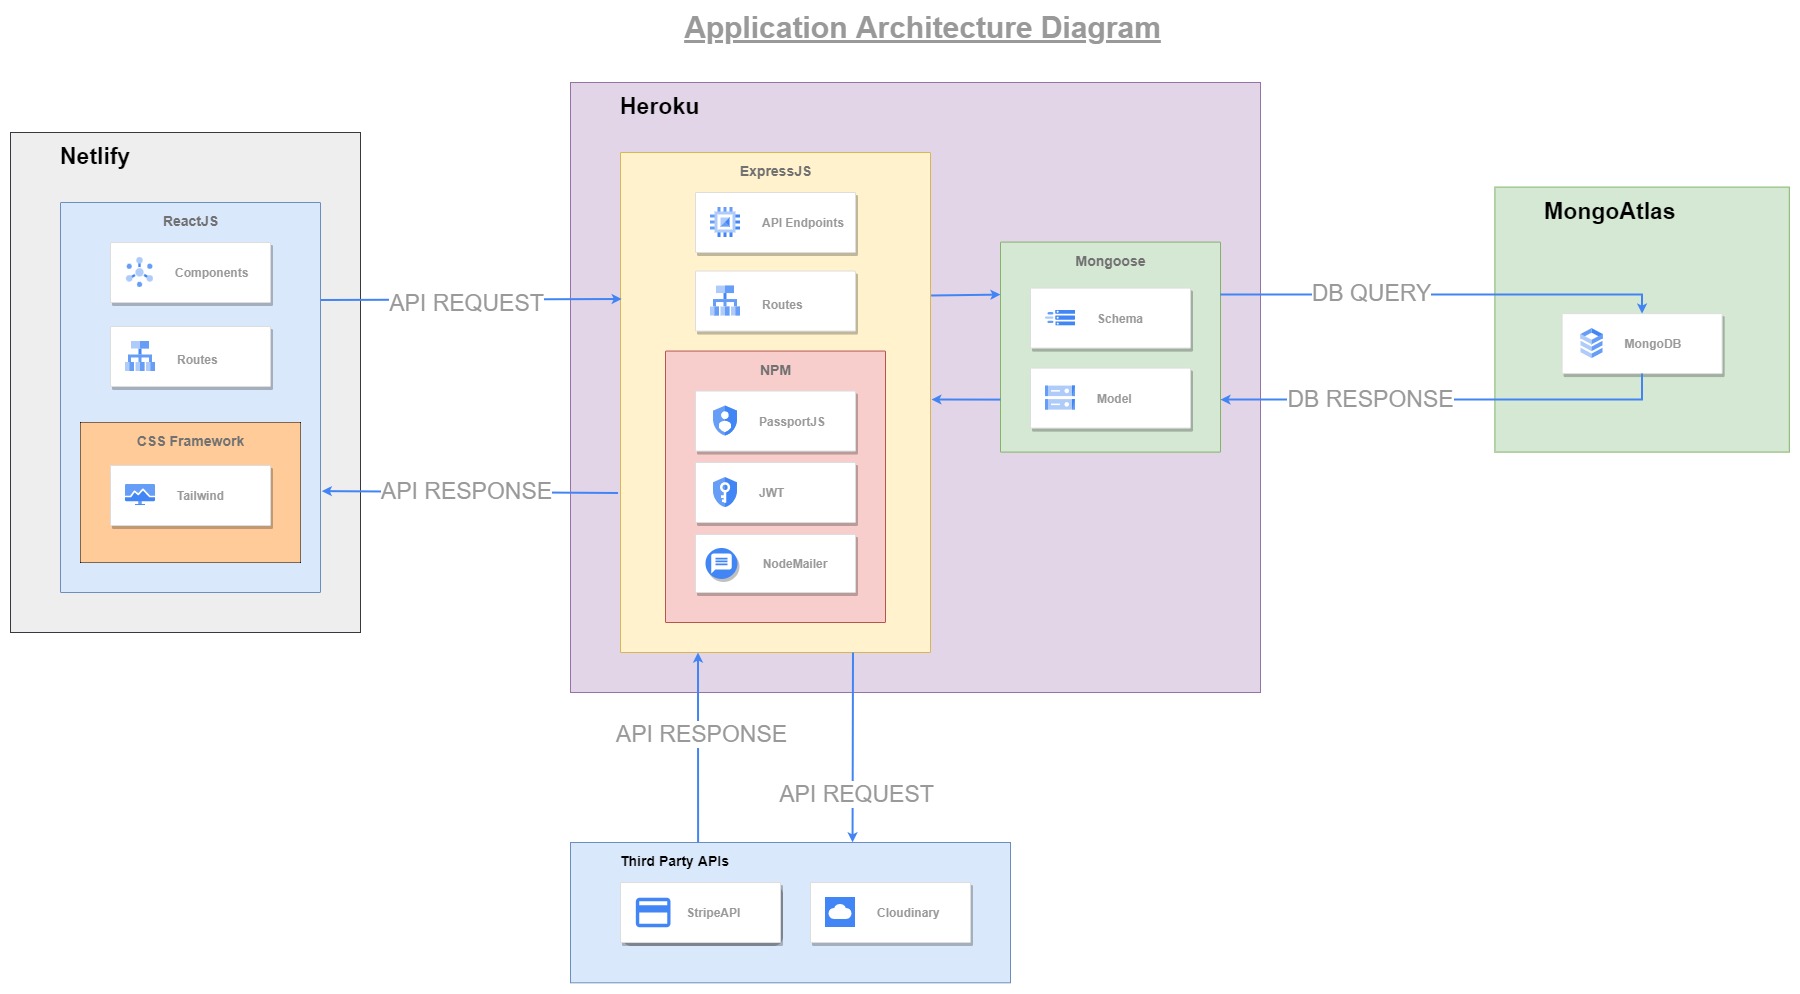 Application Architecture Diagram
Netlify
ReactJS
Components
Routes
CSS Framework
Tailwind
API REQUEST
API RESPONSE
Heroku
ExpressJS
API Endpoints
Routes
NPM
PassportJS
JWT
NodeMailer
Mongoose
Schema
Model
DB QUERY
DB RESPONSE
MongoAtlas
MongoDB
API RESPONSE
API REQUEST
Third Party APIs
StripeAPI
Cloudinary